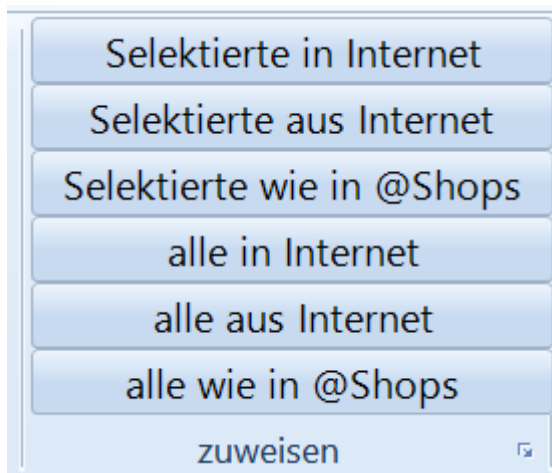 Selektierte in Internet
Selektierte aus Internet
Selektierte wie in @Shops
alle in Internet
alle aus Internet
alle wie in @Shops
zuweisen